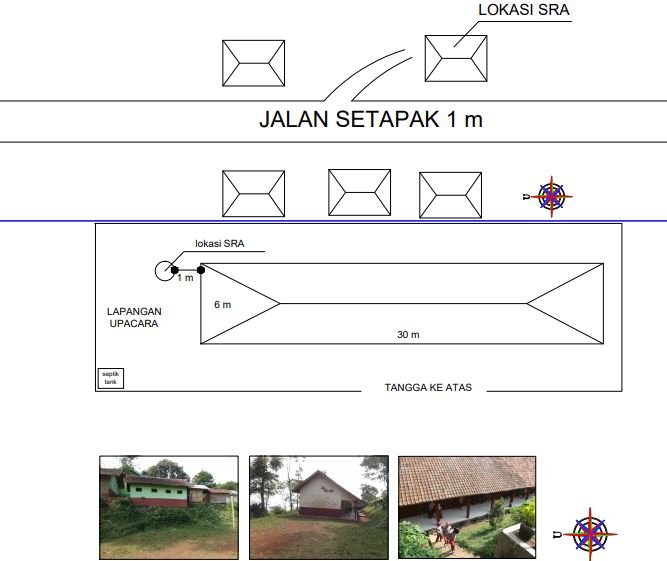 LOKASI SRA
JALAN SETAPAK 1 m
U
lokasi SRA
1 m
6 m
LAPANGAN
UPACARA
30 m
septik
tank
TANGGA KE ATAS
U